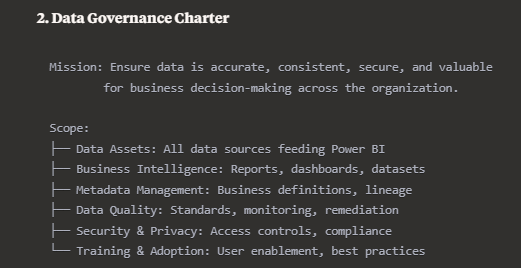 2. Data Governance Charter
Mission: Ensure data is accurate, consistent, secure, and valuable
for business decision-making across the organization.
Scope:
├── Data Assets: All data sources feeding Power BI
├── Business Intelligence: Reports, dashboards, datasets
├── Metadata Management: Business definitions, lineage
├── Data Quality: Standards, monitoring, remediation
├── Security & Privacy: Access controls, compliance
└── Training & Adoption: User enablement, best practices